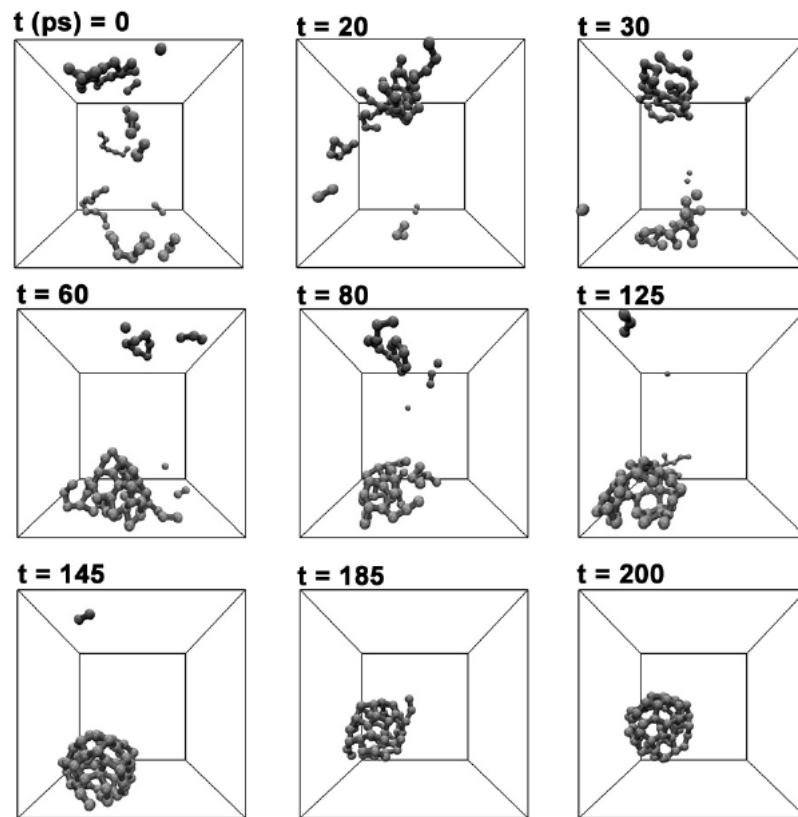 t (ps) = 0
t = 20
t = 30
t = 60
t = 80
t = 125
t = 145
t = 185
t = 200